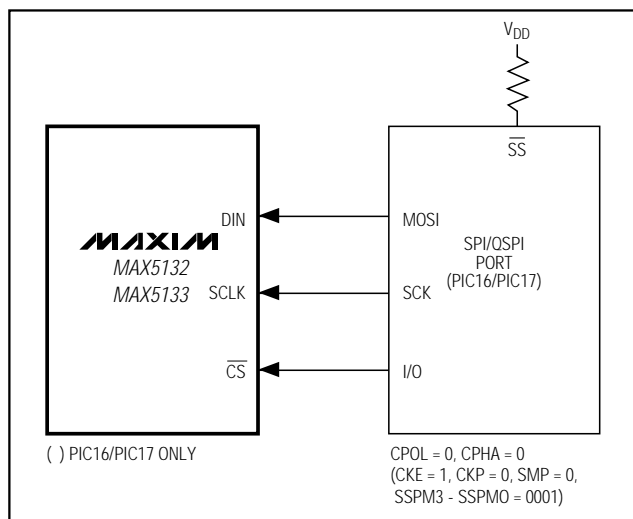 VDD
SS
DIN
MOSI
MAXIM
MAX5132
MAX5133
SPI/QSPI
PORT
(PIC16/PIC17)
SCLK
SCK
CS
I/O
( ) PIC16/PIC17 ONLY
CPOL = 0, CPHA = 0
(CKE = 1, CKP = 0, SMP = 0,
SSPM3 - SSPMO = 0001)